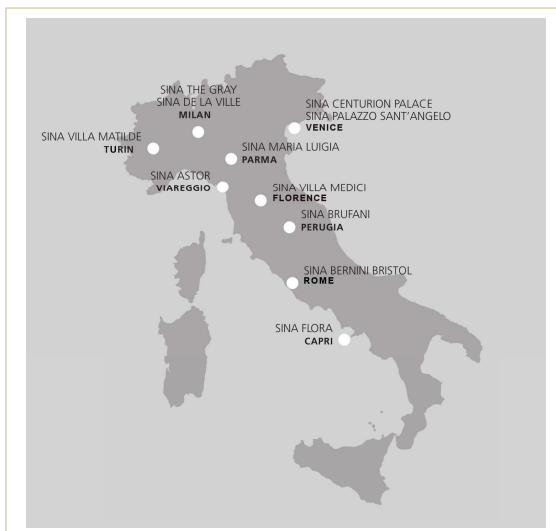 SINA THE GRAY
SINA DE LA VILLE
MILAN
SINA CENTURION PALACE
SINA PALAZZO SANT'ANGELO
VENICE
SINA VILLA MATILDE
TURIN
SINA MARIA LUIGIA
PARMA
SINA ASTOR
VIAREGGIO
SINA VILLA MEDICI
FLORENCE
SINA BRUFANI
PERUGIA
SINA BERNINI BRISTOL
ROME
SINA FLORA
CAPRI